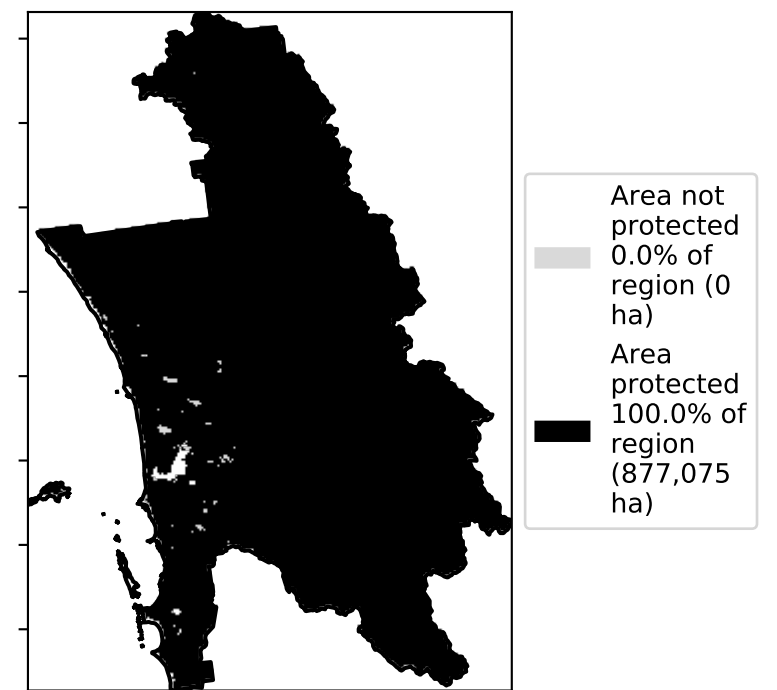 Area not
protected
0.0% of
region (0
ha)
Area
protected
100.0% of
region
(877,075
ha)